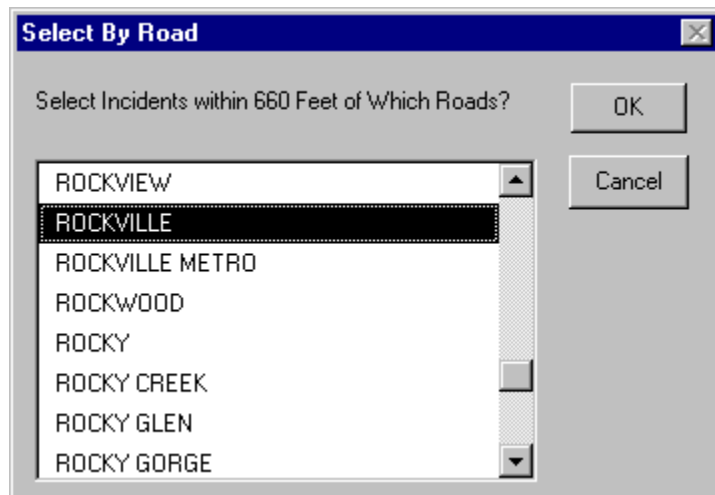 Select By Road
Select Incidents within 660 Feet of Which Roads?
OK
Cancel
ROCKVIEW
ROCKVILLE
ROCKVILLE METRO
ROCKWOOD
ROCKY
ROCKY CREEK
ROCKY GLEN
ROCKY GORGE